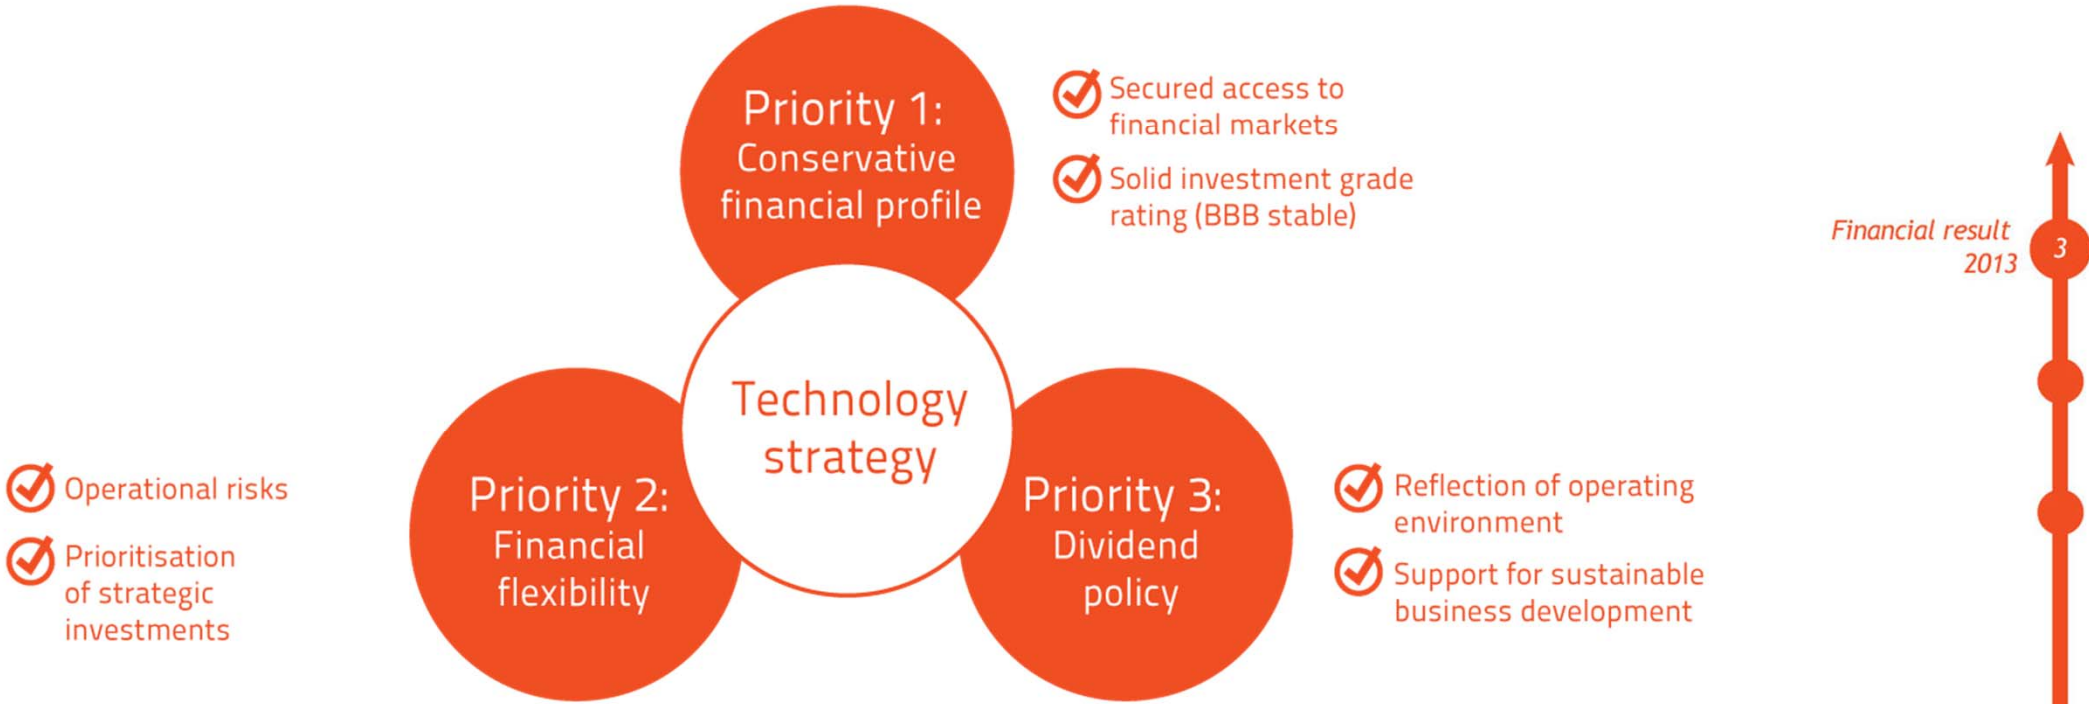 Priority 1:
Conservative
financial profile
Secured access to
financial markets
Solid investment grade
rating (BBB stable)
Financial result
2013
3
Technology
strategy
Operational risks
Prioritisation
of strategic
investments
Priority 2:
Financial
flexibility
Priority 3:
Dividend
policy
Reflection of operating
environment
Support for sustainable
business development